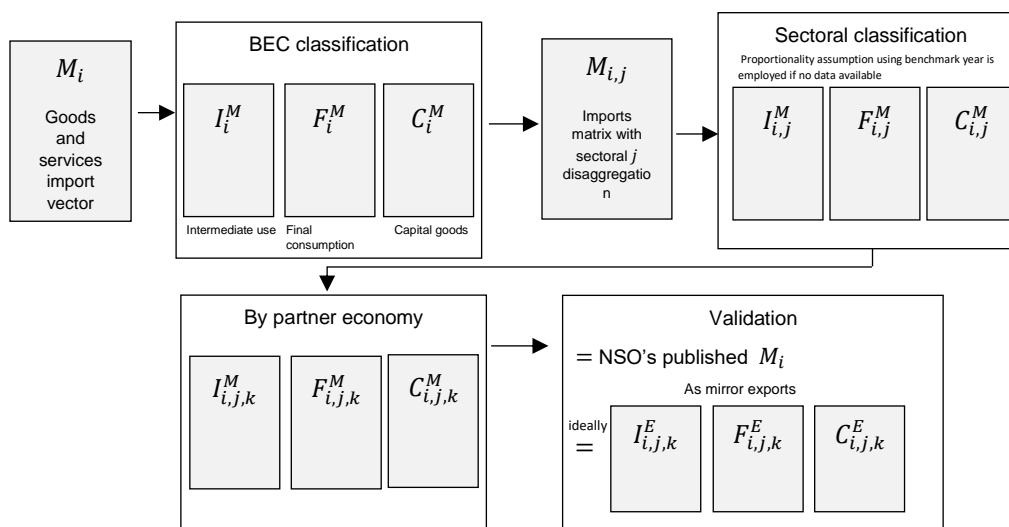 M_i
Goods
and
services
import
vector
BEC classification
I_i^M
F_i^M
C_i^M
Intermediate use
Final
consumption
Capital goods
M_{i,j}
Imports
matrix with
sectoral j
disaggregatio
n
Sectoral classification
Proportionality assumption using benchmark year is
employed if no data available
I_{i,j}^M
F_{i,j}^M
C_{i,j}^M
By partner economy
I_{i,j,k}^M
F_{i,j,k}^M
C_{i,j,k}^M
Validation
= NSO's published M_i
As mirror exports
ideally
=
I_{i,j,k}^E
F_{i,j,k}^E
C_{i,j,k}^E